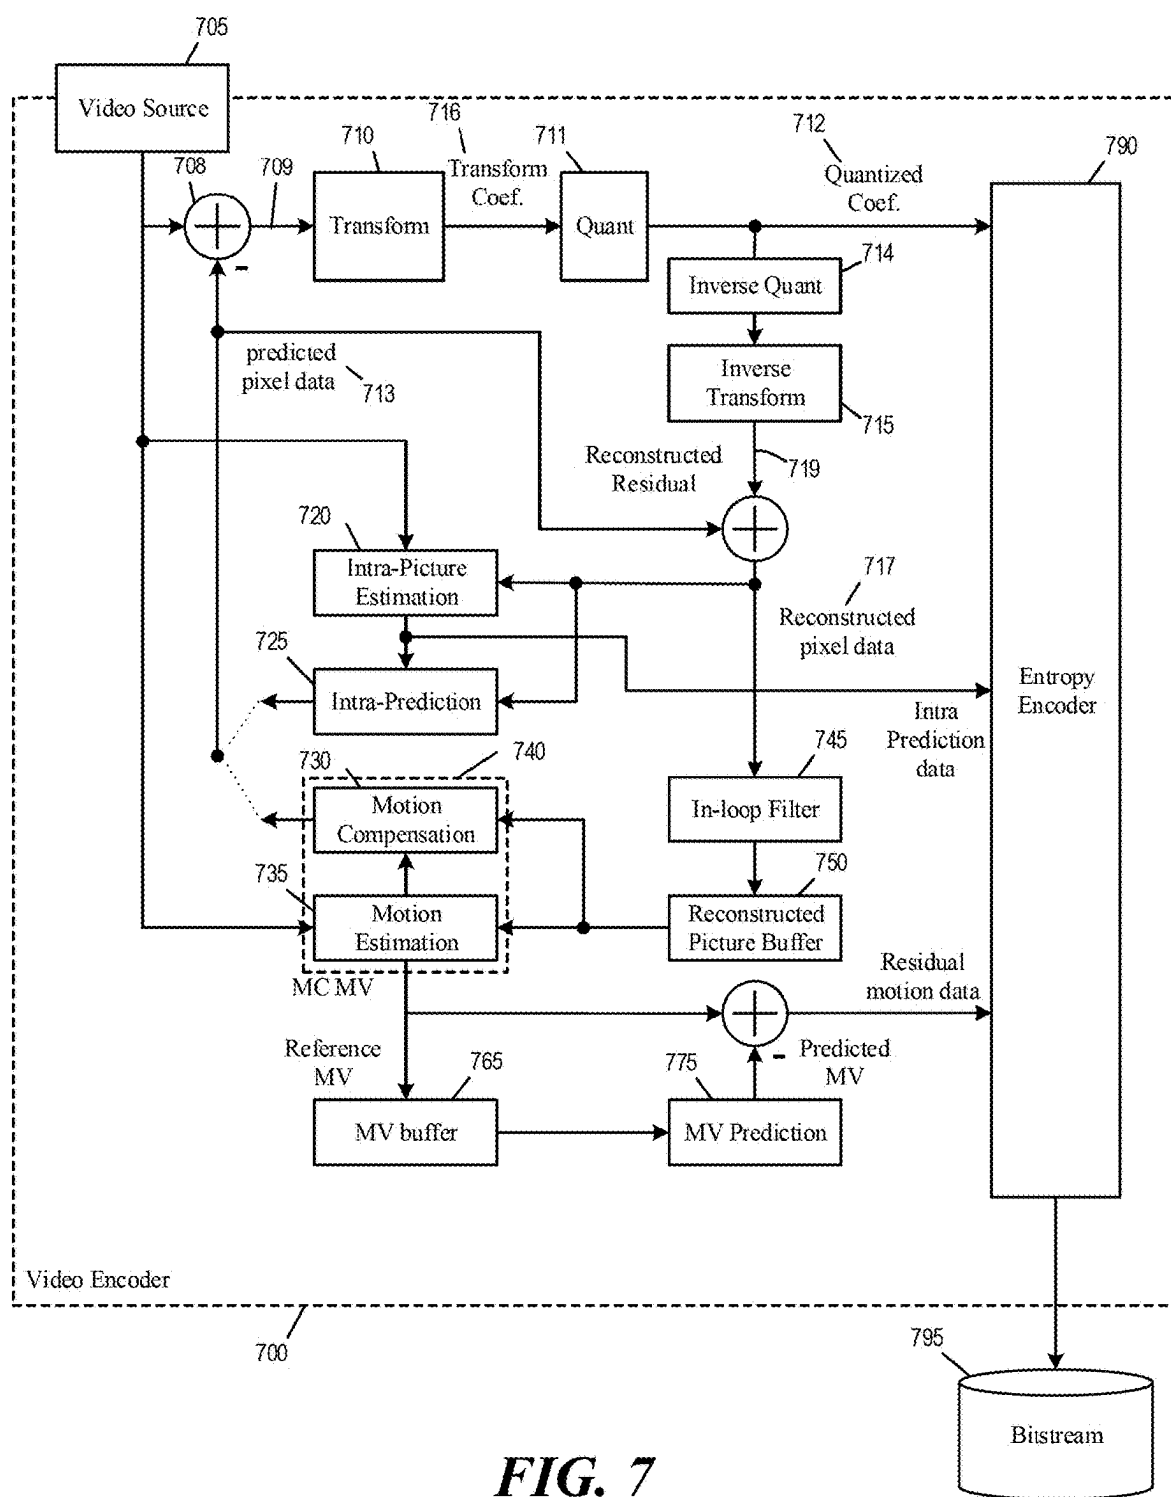 705
Video Source
708
709
710
Transform
716
Transform
Coef.
711
Quant
712
Quantized
Coef.
790
-
714
Inverse Quant
predicted
pixel data
713
Inverse
Transform
715
Reconstructed
Residual
719
720
Intra-Picture
Estimation
717
Reconstructed
pixel data
725
Intra-Prediction
Entropy
Encoder
Intra
Prediction
data
730
740
Motion
Compensation
745
In-loop Filter
735
Motion
Estimation
750
Reconstructed
Picture Buffer
MC MV
Residual
motion data
Reference
MV
765
MV buffer
775
MV Prediction
-
Predicted
MV
Video Encoder
700
795
Bitstream
FIG. 7